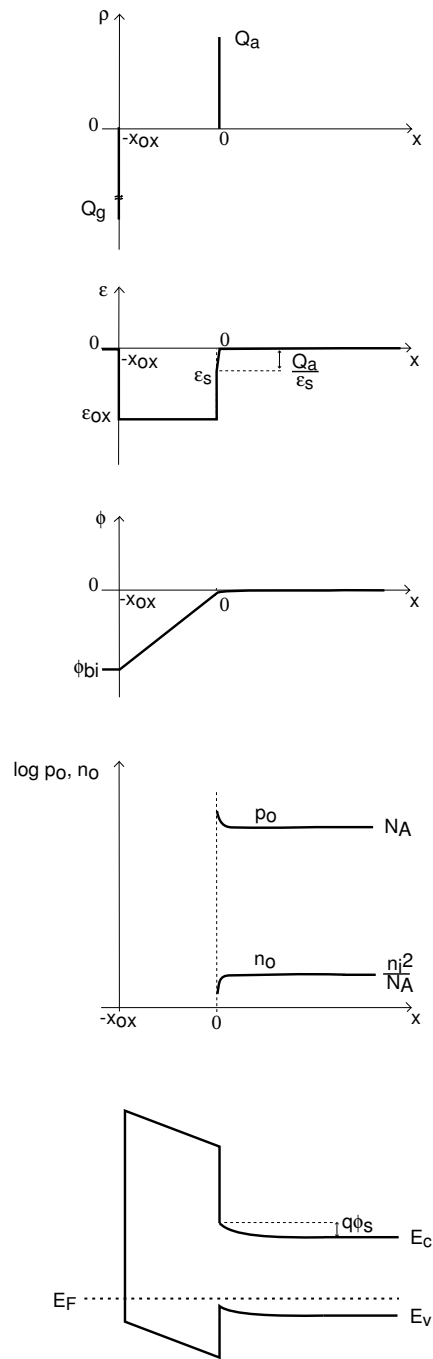 ρ
Qa
0
-xox
0
x
Qg
ε
0
0
-xox
x
εs
Qa
εs
εox
ϕ
0
-xox
0
x
ϕbi
log po, no
po
NA
no
ni2
NA
-xox
0
x
qϕs
Ec
EF
Ev